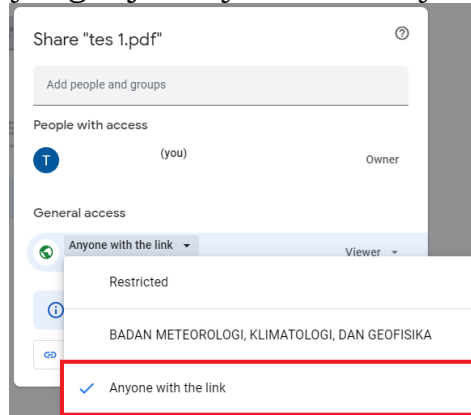 Share "tes 1.pdf"
Add people and groups
People with access
T
(you)
Owner
General access
Anyone with the link
Viewer
Restricted
BADAN METEOROLOGI, KLIMATOLOGI, DAN GEOFISIKA
Anyone with the link